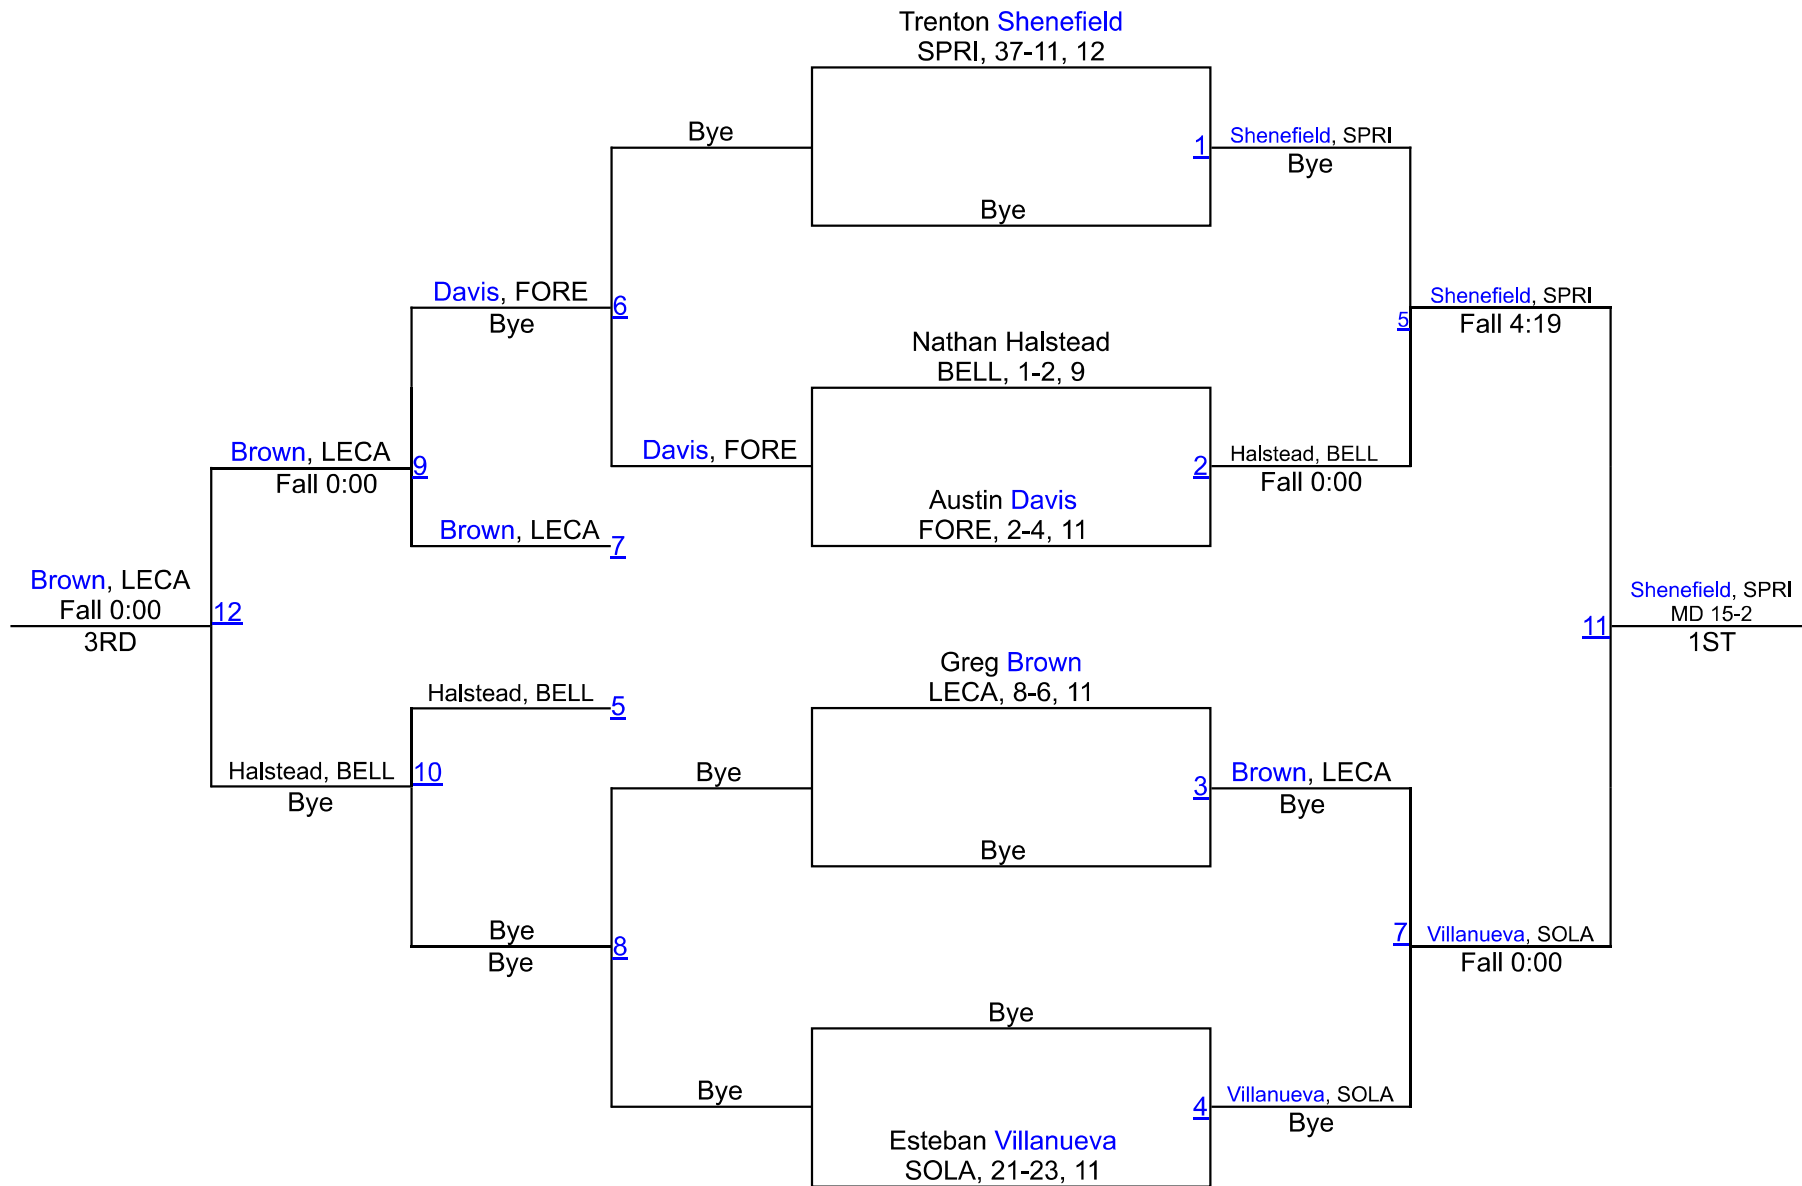 Trenton Shenefield
SPRI, 37-11, 12
Bye
1
Shenefield, SPRI
Bye
Bye
Davis, FORE
Bye
6
Shenefield, SPRI
Fall 4:19
5
Nathan Halstead
BELL, 1-2, 9
Brown, LECA
Fall 0:00
9
Davis, FORE
2
Halstead, BELL
Fall 0:00
Austin Davis
FORE, 2-4, 11
Brown, LECA
7
Brown, LECA
Fall 0:00
3RD
12
Shenefield, SPRI
MD 15-2
1ST
11
Greg Brown
LECA, 8-6, 11
Halstead, BELL
5
Halstead, BELL
Bye
10
Bye
3
Brown, LECA
Bye
Bye
Bye
Bye
8
7
Villanueva, SOLA
Fall 0:00
Bye
Bye
4
Villanueva, SOLA
Bye
Esteban Villanueva
SOLA, 21-23, 11